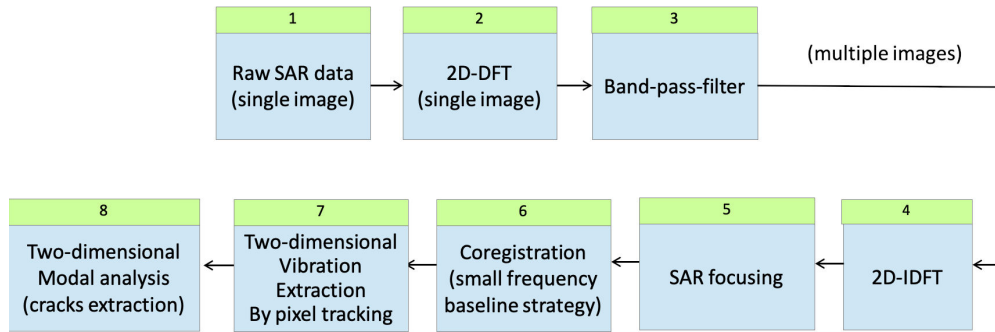 1
Raw SAR data
(single image)
2
2D-DFT
(single image)
3
Band-pass-filter
(multiple images)
8
Two-dimensional
Modal analysis
(cracks extraction)
7
Two-dimensional
Vibration
Extraction
By pixel tracking
6
Coregistration
(small frequency
baseline strategy)
5
SAR focusing
4
2D-IDFT